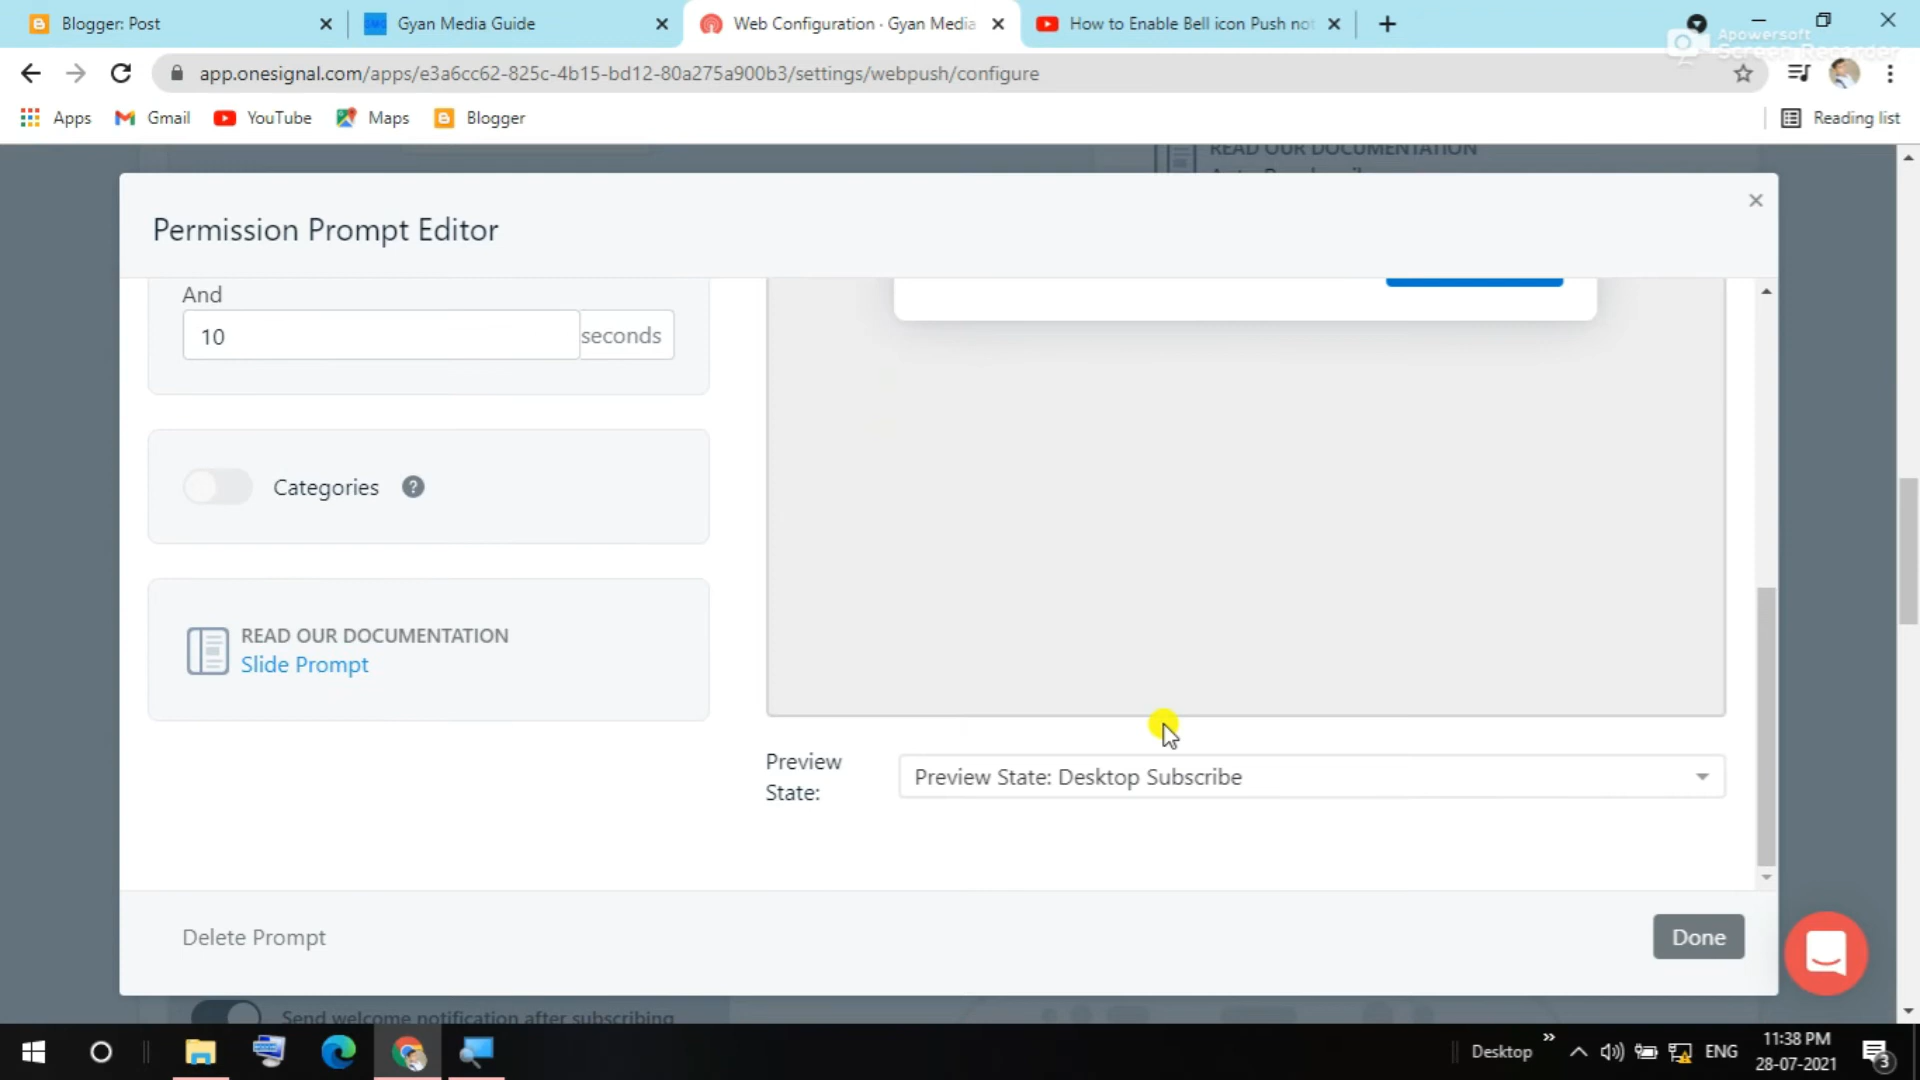 Blogger: Post
Gyan Media Guide
Web Configuration · Gyan Media
How to Enable Bell icon Push not
Apowersoft
Screen Recorder
app.onesignal.com/apps/e3a6cc62-825c-4b15-bd12-80a275a900b3/settings/webpush/configure
Apps
Gmail
YouTube
Maps
Blogger
Reading list
READ OUR DOCUMENTATION
Permission Prompt Editor
And
10
seconds
Categories
READ OUR DOCUMENTATION
Slide Prompt
Preview
State:
Preview State: Desktop Subscribe
Delete Prompt
Done
Send welcome notification after subscribing
Desktop
ENG
11:38 PM
28-07-2021
3